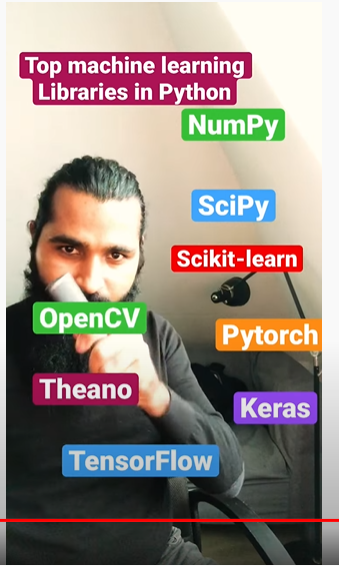 Top machine learning
Libraries in Python
NumPy
SciPy
Scikit-learn
OpenCV
Pytorch
Theano
Keras
TensorFlow